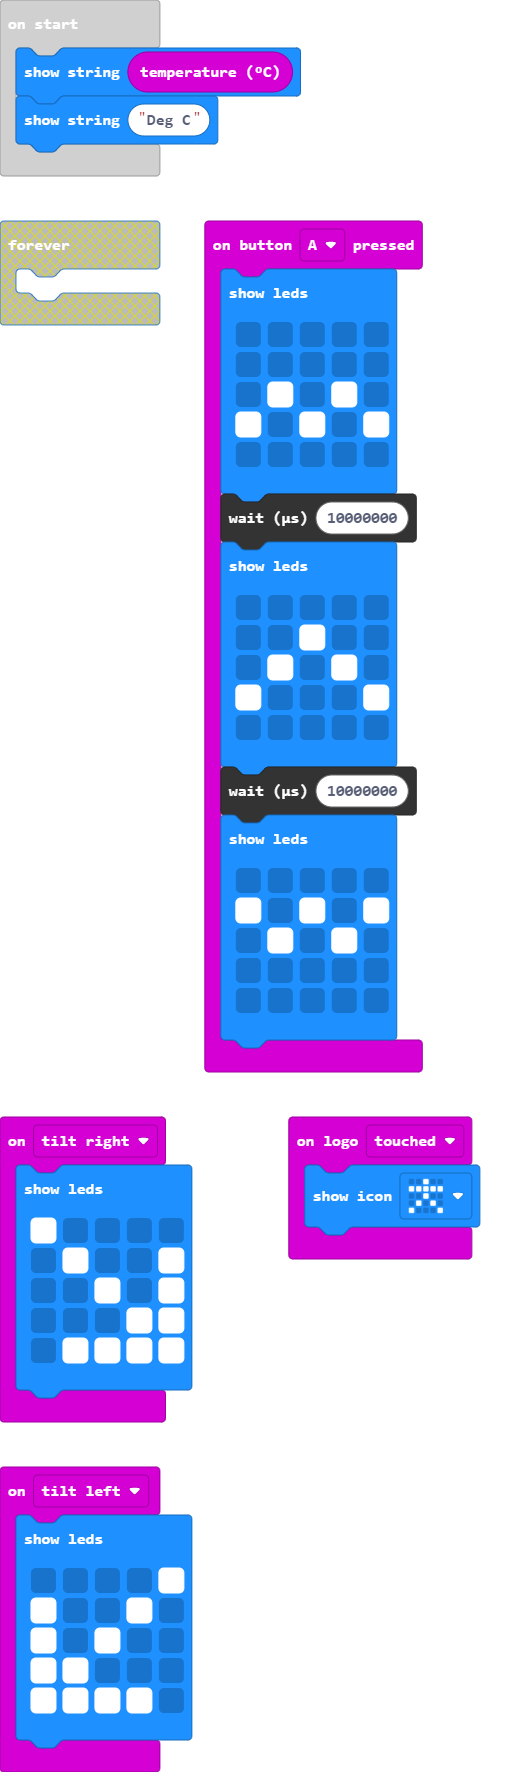 on start
show string temperature (°C)
show string "Deg C"
forever
on button A pressed
show leds
wait (µs) 10000000
show leds
wait (µs) 10000000
show leds
on tilt right
show leds
on logo touched
show icon
on tilt left
show leds